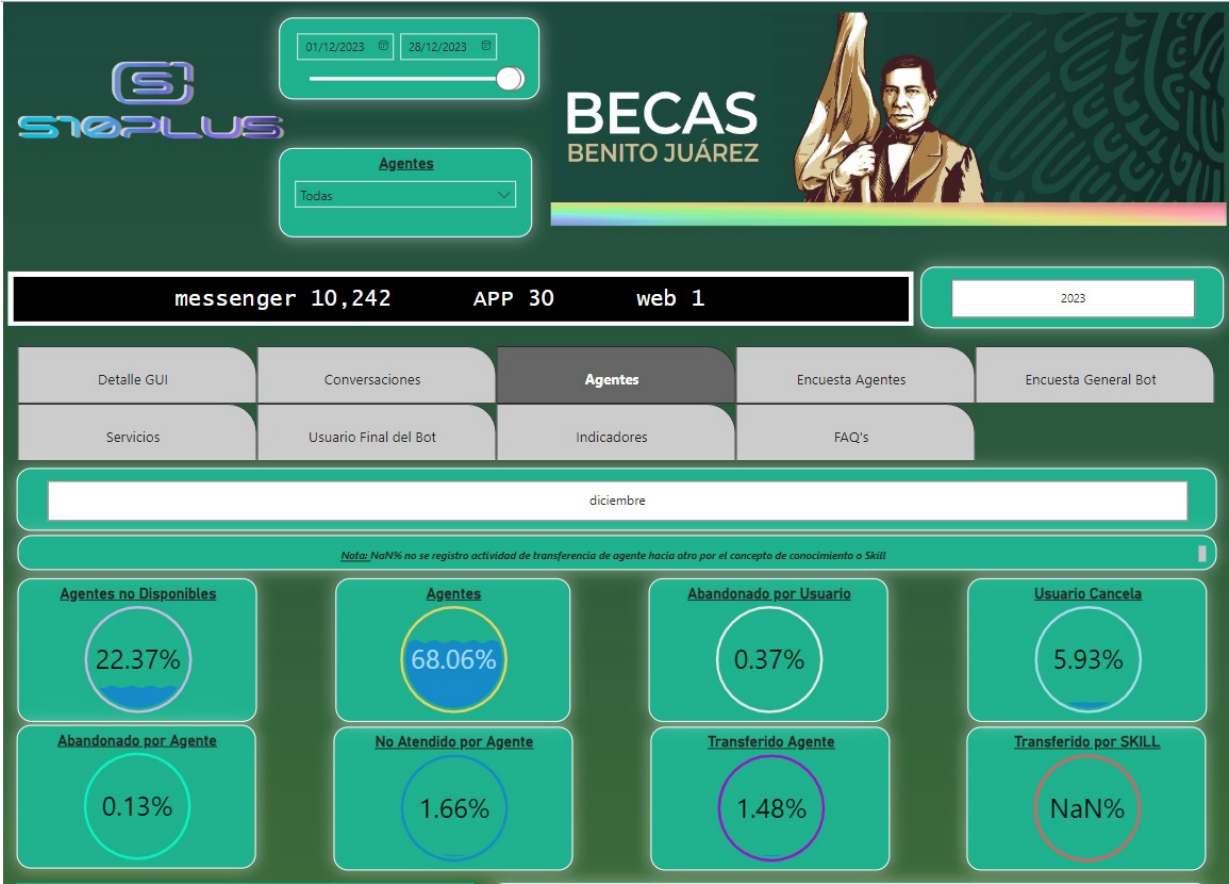 S10PLUS
01/12/2023 28/12/2023
Agentes
Todas
BECAS
BENITO JUÁREZ
messenger 10,242 APP 30 web 1
2023
Detalle GUI
Conversaciones
Agentes
Encuesta Agentes
Encuesta General Bot
Servicios
Usuario Final del Bot
Indicadores
FAQ's
diciembre
Nota: NaN% no se registro actividad de transferencia de agente hacia otro por el concepto de conocimiento o Skill
Agentes no Disponibles
22.37%
Agentes
68.06%
Abandonado por Usuario
0.37%
Usuario Cancela
5.93%
Abandonado por Agente
0.13%
No Atendido por Agente
1.66%
Transferido Agente
1.48%
Transferido por SKILL
NaN%